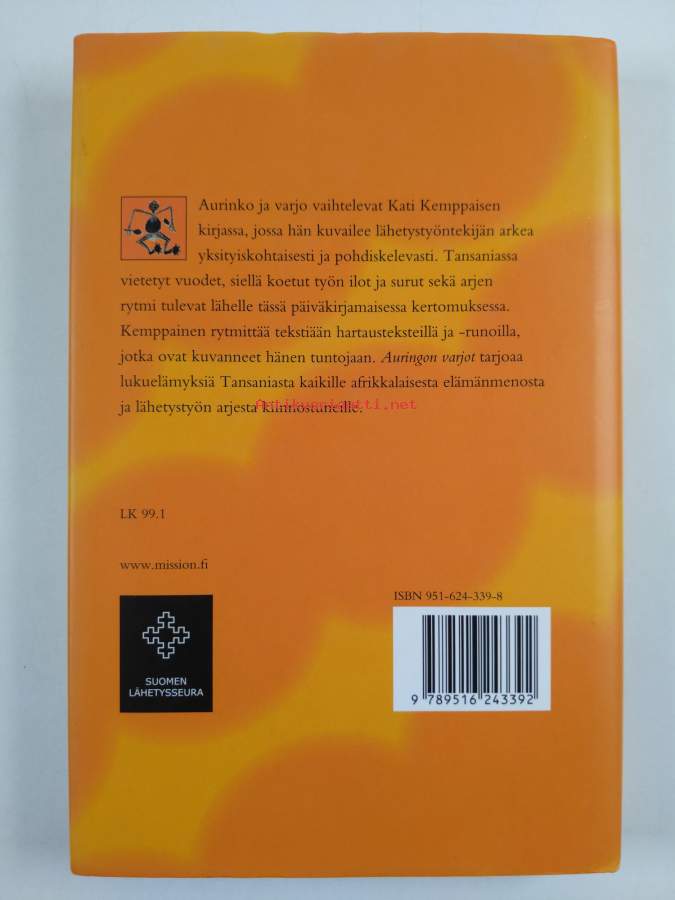 Aurinko ja varjo vaihtelevat Kati Kemppaisen
kirjassa, jossa hän kuvailee lähetystyöntekijän arkea
yksityiskohtaisesti ja pohdiskelevasti. Tansaniassa
vietetyt vuodet, siellä koetut työn ilot ja surut sekä arjen
rytmi tulevat lähelle tässä päiväkirjamaisessa kertomuksessa.
Kemppainen rytmittää tekstiään hartausteksteillä ja -runoilla,
jotka ovat kuvanneet hänen tuntojaan. Auringon varjot tarjoaa
lukuelämyksiä Tansaniasta kaikille afrikkalaisesta elämänmenosta
ja lähetystyön arjesta kiinnostuneille.
antikvariaatti.net
LK 99.1
www.mission.fi
SUOMEN
LÄHETYSSEURA
ISBN 951-624-339-8
9 789516 243392